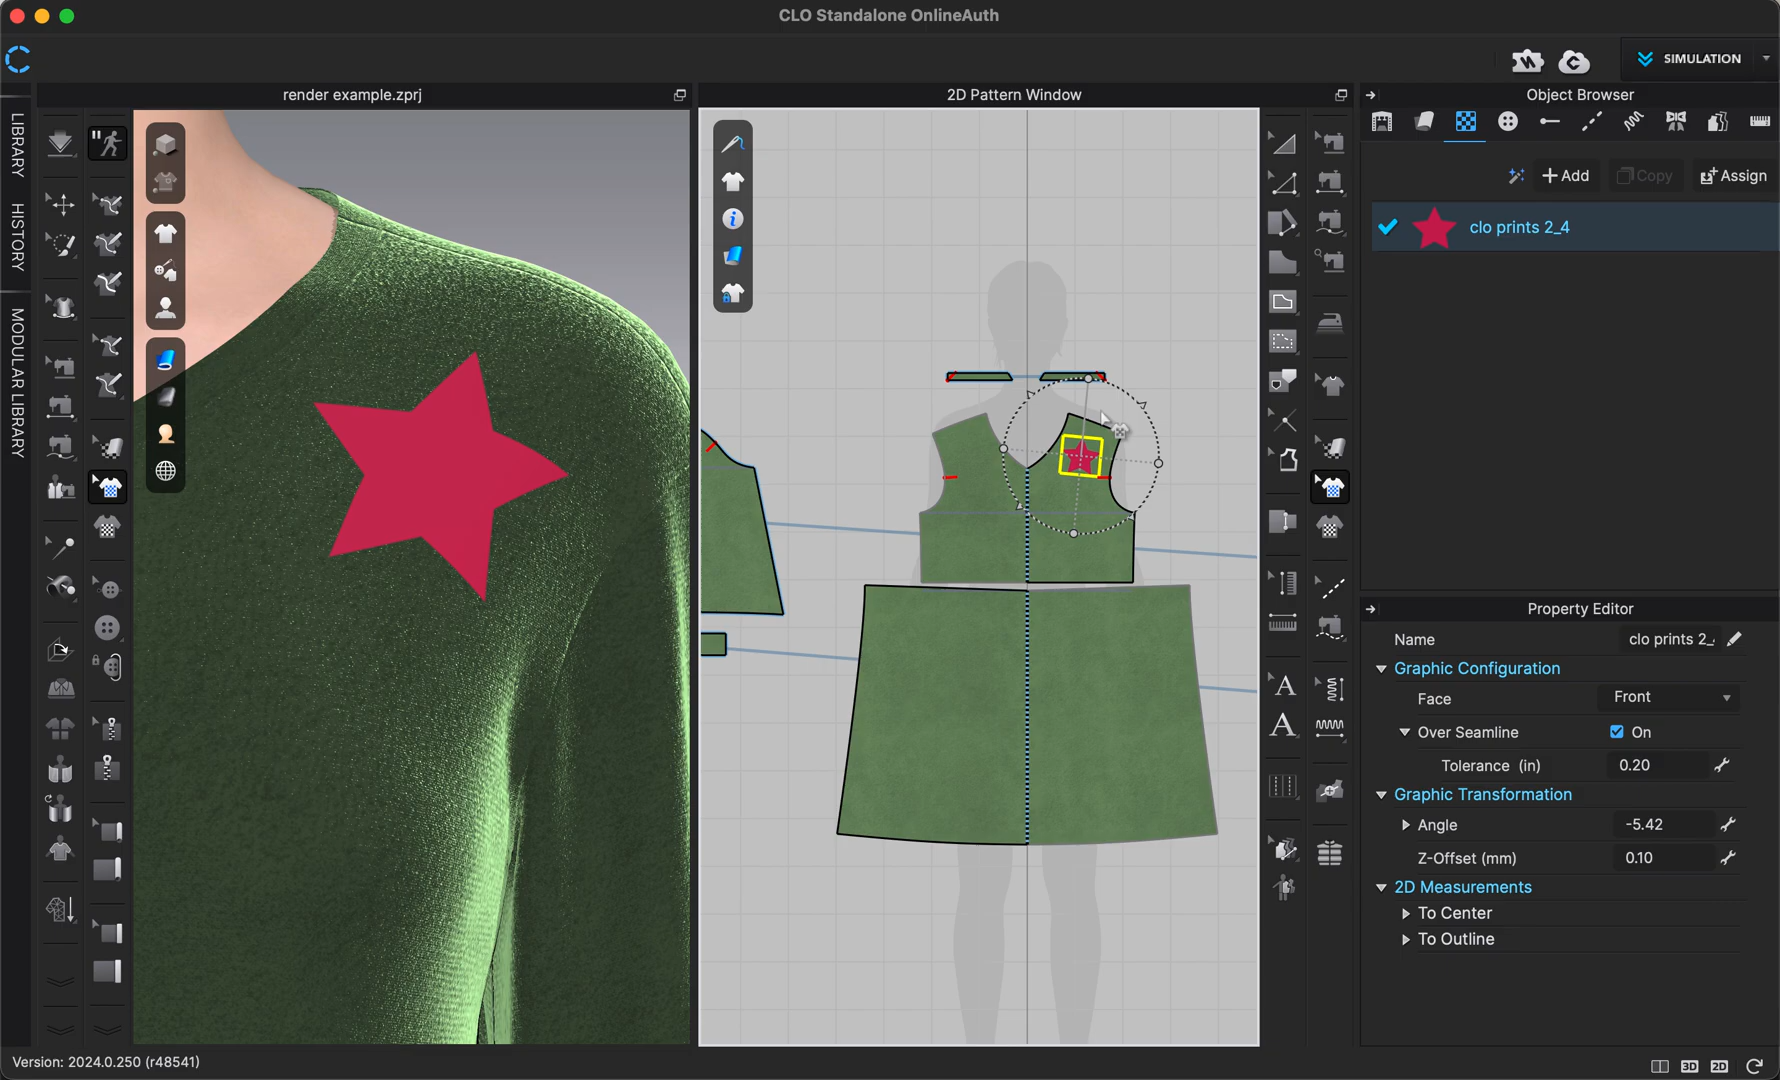 CLO Standalone OnlineAuth
SIMULATION
render example.zprj
2D Pattern Window
Object Browser
LIBRARY
HISTORY
MODULAR LIBRARY
Add
Copy
Assign
clo prints 2_4
Property Editor
Name
clo prints 2_
Graphic Configuration
Face
Front
Over Seamline
On
Tolerance (in)
0.20
Graphic Transformation
Angle
-5.42
Z-Offset (mm)
0.10
2D Measurements
To Center
To Outline
A
A
Version: 2024.0.250 (r48541)
3D
2D